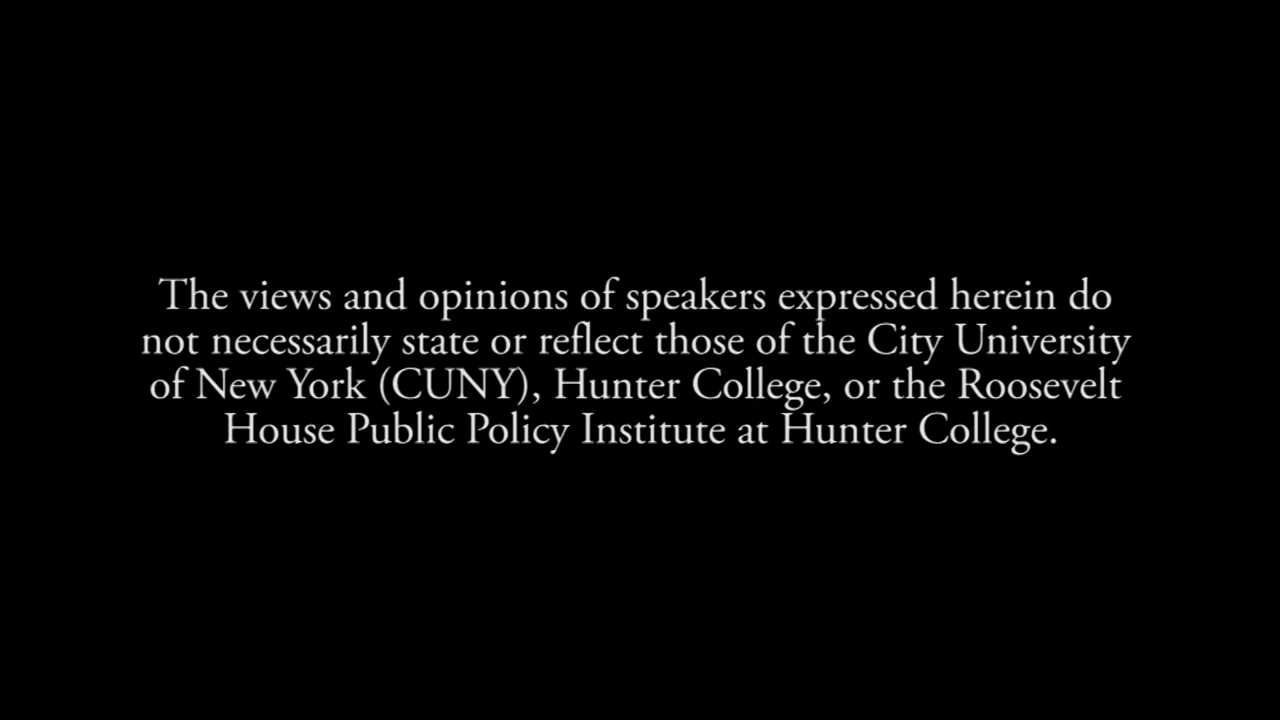 The views and opinions of speakers expressed herein do
not necessarily state or reflect those of the City University
of New York (CUNY), Hunter College, or the Roosevelt
House Public Policy Institute at Hunter College.